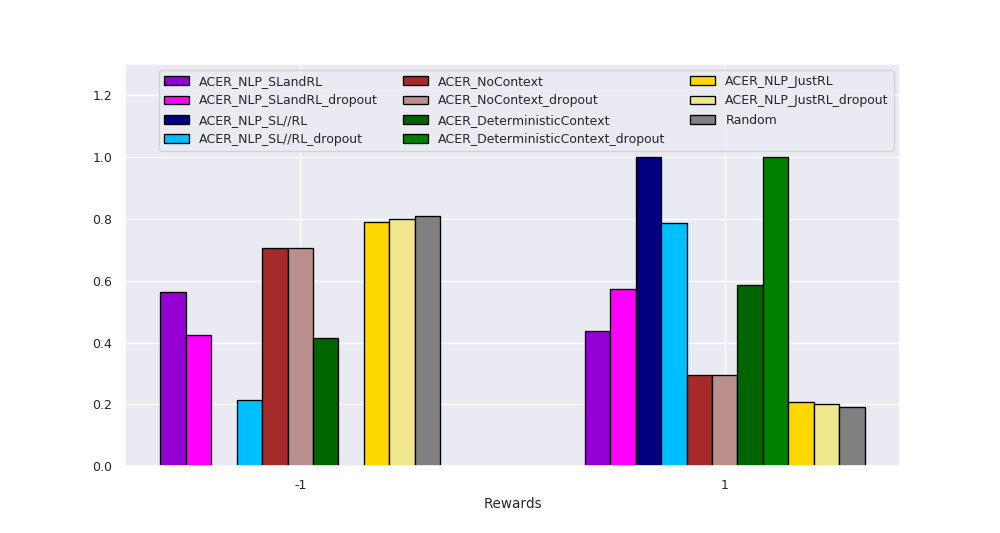 1.2
1.0
0.8
0.6
0.4
0.2
0.0
ACER_NLP_SLandRL
ACER_NLP_SLandRL_dropout
ACER_NLP_SL//RL
ACER_NLP_SL//RL_dropout
ACER_NoContext
ACER_NoContext_dropout
ACER_DeterministicContext
ACER_DeterministicContext_dropout
ACER_NLP_JustRL
ACER_NLP_JustRL_dropout
Random
-1
1
Rewards